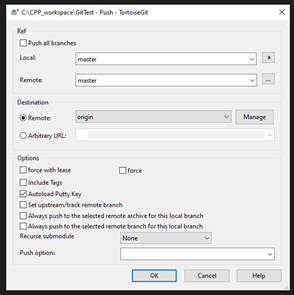 C:\CPP_workspace\GitTest - Push - TortoiseGit
Ref
Push all branches
Local: master
Remote: master ...
Destination
Remote: origin Manage
Arbitrary URL:
Options
force with lease force
Include Tags
Autoload Putty Key
Set upstream/track remote branch
Always push to the selected remote archive for this local branch
Always push to the selected remote branch for this local branch
Recurse submodule None
Push option:
OK Cancel Help